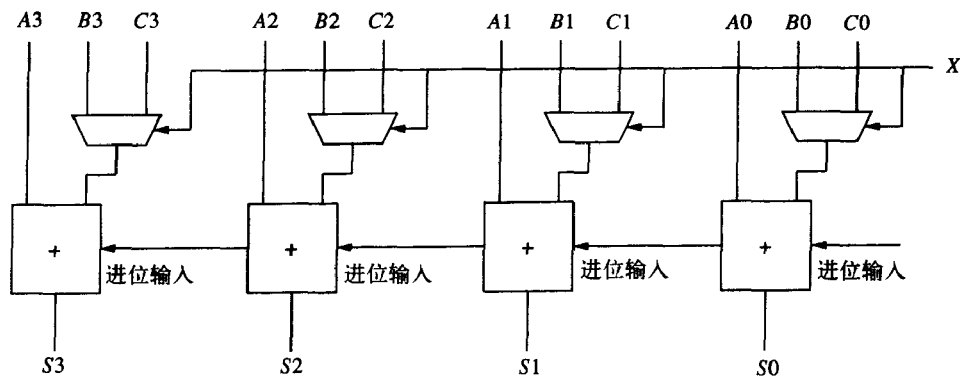 A3 B3 C3 A2 B2 C2 A1 B1 C1 A0 B0 C0
X
+ + + +
进位输入 进位输入 进位输入 进位输入
S3 S2 S1 S0